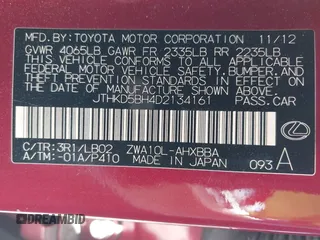 MFD. BY: TOYOTA MOTOR CORPORATION 11/12
GVWR 4065LB GAWR FR 2335LB RR 2235LB
THIS VEHICLE CONFORMS TO ALL APPLICABLE
FEDERAL MOTOR VEHICLE SAFETY, BUMPER, AND
THEFT PREVENTION STANDARDS IN EFFECT ON
THE DATE OF MANUFACTURE SHOWN ABOVE.
JTHKD5BH4D2134161 PASS. CAR
C/TR: 3R1/LB02 ZWA10L-AHXBBA
A/TM: -01A/P410 MADE IN JAPAN 093 A
DREAMBID